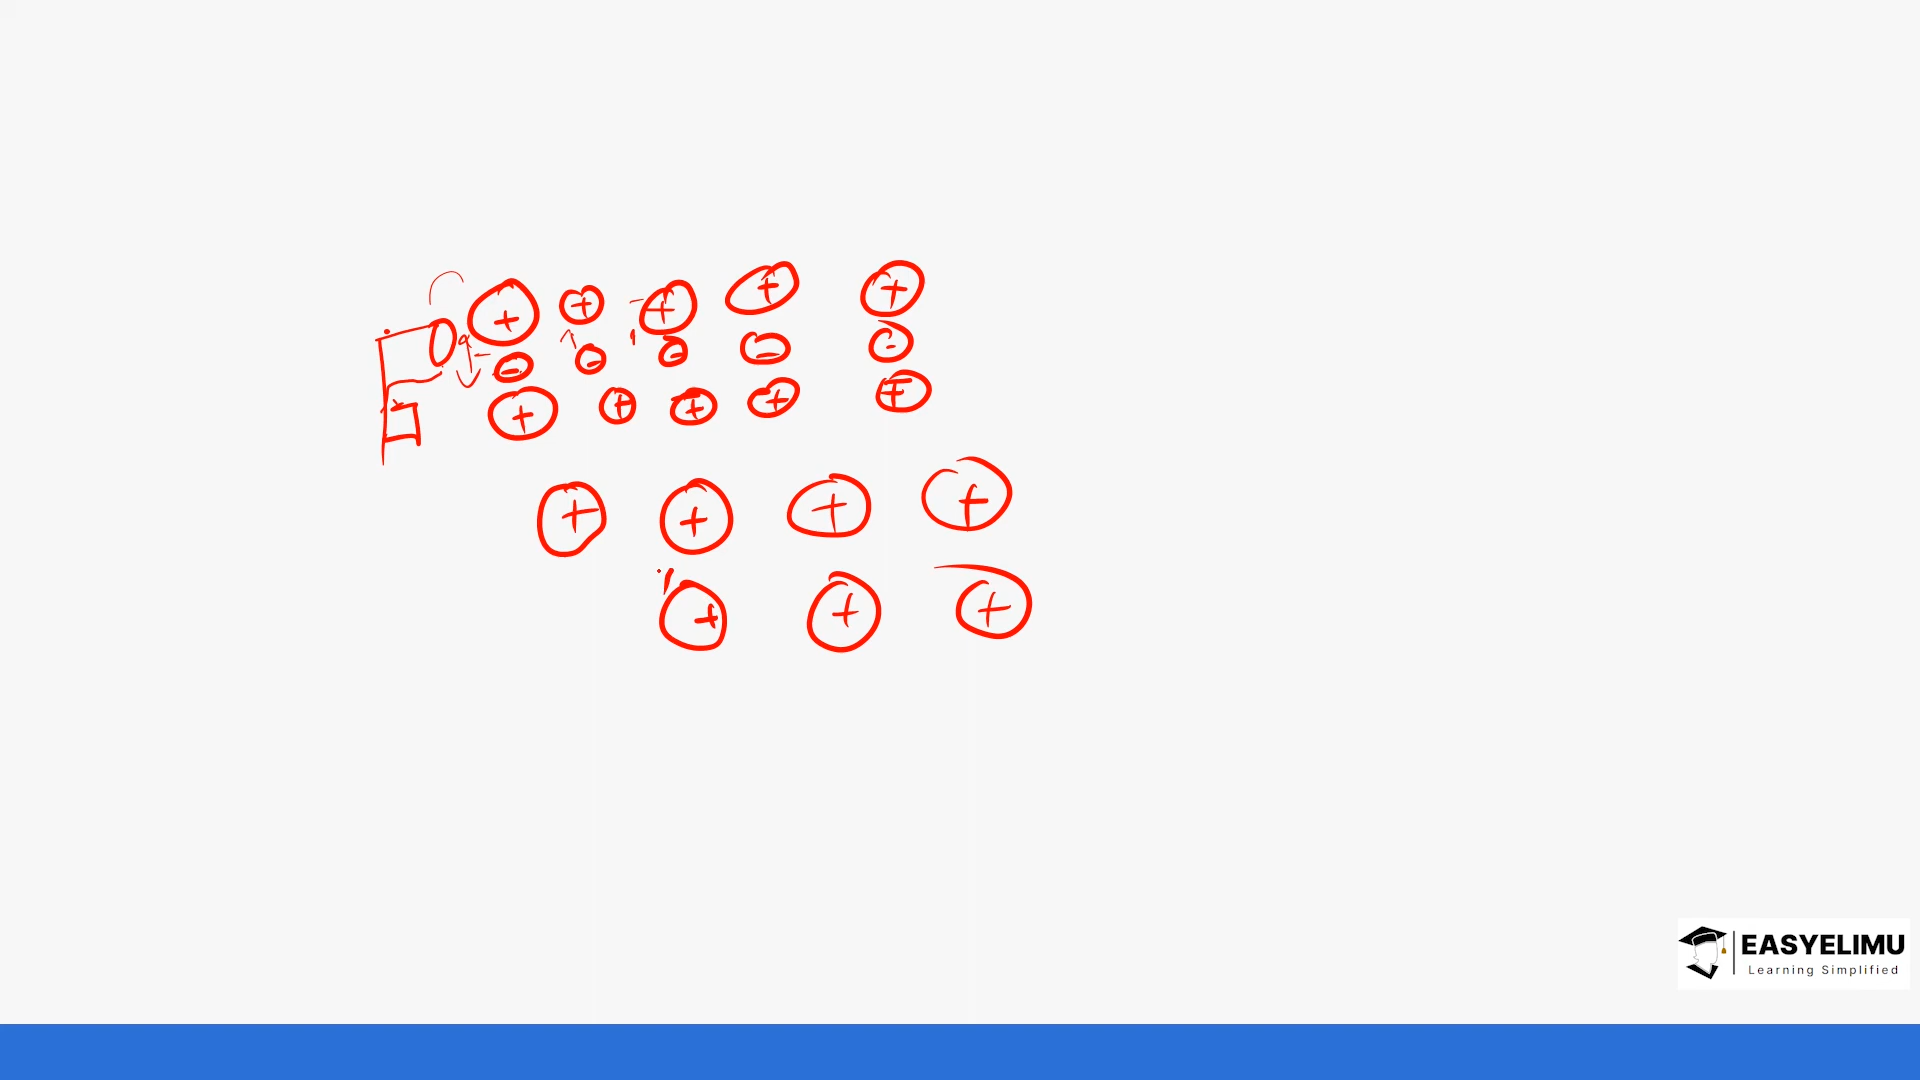 + + + + +
- - - - -
+ + + + +
+ + + +
+ + +
EASYELIMU
Learning Simplified